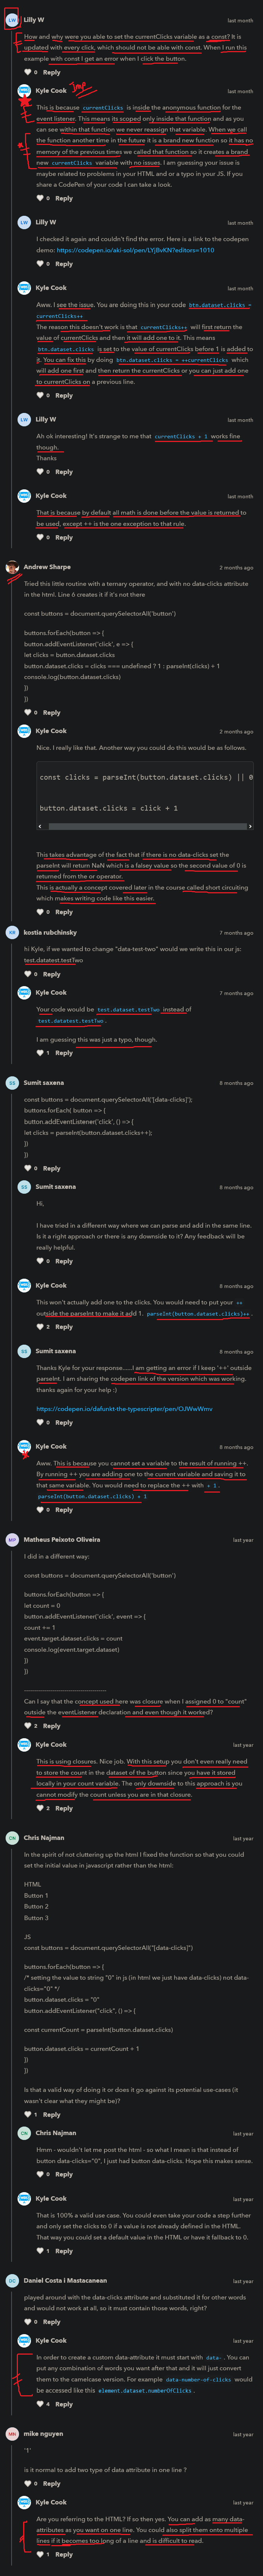 LW
Lilly W
last month
How and why were you able to set the currentClicks variable as a const? It is
updated with every click, which should not be able with const. When I run this
example with const I get an error when I click the button.
0 Reply
Kyle Cook
Imp
last month
This is because currentClicks is inside the anonymous function for the
event listener. This means its scoped only inside that function and as you
can see within that function we never reassign that variable. When we call
the function another time in the future it is a brand new function so it has no
memory of the previous times we called that function so it creates a brand
new currentClicks variable with no issues. I am guessing your issue is
maybe related to problems in your HTML or a typo in your JS. If you
share a CodePen of your code I can take a look.
0 Reply
LW
Lilly W
last month
I checked it again and couldn't find the error. Here is a link to the codepen
demo: https://codepen.io/aki-sol/pen/LYjBvKN?editors=1010
0 Reply
Kyle Cook
last month
Aww. I see the issue. You are doing this in your code btn.dataset.clicks =
currentClicks++
The reason this doesn't work is that currentClicks++ will first return the
value of currentClicks and then it will add one to it. This means
btn.dataset.clicks is set to the value of currentClicks before 1 is added to
it. You can fix this by doing btn.dataset.clicks = ++currentClicks which
will add one first and then return the currentClicks or you can just add one
to currentClicks on a previous line.
0 Reply
LW
Lilly W
last month
Ah ok interesting! It's strange to me that currentClicks + 1 works fine
though.
Thanks
0 Reply
Kyle Cook
last month
That is because by default all math is done before the value is returned to
be used, except ++ is the one exception to that rule.
0 Reply
Andrew Sharpe
2 months ago
Tried this little routine with a ternary operator, and with no data-clicks attribute
in the html. Line 6 creates it if it's not there
const buttons = document.querySelectorAll('button')
buttons.forEach(button => {
button.addEventListener('click', e => {
let clicks = button.dataset.clicks
button.dataset.clicks = clicks === undefined ? 1 : parseInt(clicks) + 1
console.log(button.dataset.clicks)
})
})
0 Reply
Kyle Cook
2 months ago
Nice. I really like that. Another way you could do this would be as follows.
const clicks = parseInt(button.dataset.clicks) || 0
button.dataset.clicks = click + 1
This takes advantage of the fact that if there is no data-clicks set the
parseInt will return NaN which is a falsey value so the second value of 0 is
returned from the or operator.
This is actually a concept covered later in the course called short circuiting
which makes writing code like this easier.
0 Reply
KR
kostia rubchinsky
7 months ago
hi Kyle, if we wanted to change "data-test-two" would we write this in our js:
test.datatest.testTwo
0 Reply
Kyle Cook
7 months ago
Your code would be test.dataset.testTwo instead of
test.datatest.testTwo.
I am guessing this was just a typo, though.
1 Reply
SS
Sumit saxena
8 months ago
const buttons = document.querySelectorAll('[data-clicks]');
buttons.forEach( button => {
button.addEventListener('click', () => {
let clicks = parseInt(button.dataset.clicks++);
})
})
0 Reply
SS
Sumit saxena
8 months ago
Hi,
I have tried in a different way where we can parse and add in the same line.
Is it a right approach or there is any downside to it? Any feedback will be
really helpful.
0 Reply
Kyle Cook
8 months ago
This won't actually add one to the clicks. You would need to put your ++
outside the parseInt to make it add 1. parseInt(button.dataset.clicks)++.
2 Reply
SS
Sumit saxena
8 months ago
Thanks Kyle for your response.....I am getting an error if I keep '++' outside
parseInt. I am sharing the codepen link of the version which was working.
thanks again for your help :)
https://codepen.io/dafunkt-the-typescripter/pen/OJWwWmv
0 Reply
Kyle Cook
8 months ago
Aww. This is because you cannot set a variable to the result of running ++.
By running ++ you are adding one to the current variable and saving it to
that same variable. You would need to replace the ++ with + 1.
parseInt(button.dataset.clicks) + 1
0 Reply
MP
Matheus Peixoto Oliveira
last year
I did in a different way:
const buttons = document.querySelectorAll('button')
buttons.forEach(button => {
let count = 0
button.addEventListener('click', event => {
count += 1
event.target.dataset.clicks = count
console.log(event.target.dataset)
})
})
Can I say that the concept used here was closure when I assigned 0 to "count"
outside the eventListener declaration and even though it worked?
2 Reply
Kyle Cook
last year
This is using closures. Nice job. With this setup you don't even really need
to store the count in the dataset of the button since you have it stored
locally in your count variable. The only downside to this approach is you
cannot modify the count unless you are in that closure.
2 Reply
CN
Chris Najman
last year
In the spirit of not cluttering up the html I fixed the function so that you could
set the initial value in javascript rather than the html:
HTML
Button 1
Button 2
Button 3
JS
const buttons = document.querySelectorAll("[data-clicks]")
buttons.forEach(button => {
/* setting the value to string "0" in js (in html we just have data-clicks) not data-
clicks="0" */
button.dataset.clicks = "0"
button.addEventListener("click", () => {
const currentCount = parseInt(button.dataset.clicks)
button.dataset.clicks = currentCount + 1
})
})
Is that a valid way of doing it or does it go against its potential use-cases (it
wasn't clear what they might be)?
1 Reply
CN
Chris Najman
last year
Hmm - wouldn't let me post the html - so what I mean is that instead of
button data-clicks="0", I just had button data-clicks. Hope this makes sense.
0 Reply
Kyle Cook
last year
That is 100% a valid use case. You could even take your code a step further
and only set the clicks to 0 if a value is not already defined in the HTML.
That way you could set a default value in the HTML or have it fallback to 0.
1 Reply
DC
Daniel Costa i Mastacanean
last year
played around with the data-clicks attribute and substituted it for other words
and would not work at all, so it must contain those words, right?
0 Reply
Kyle Cook
last year
In order to create a custom data-attribute it must start with data-. You can
put any combination of words you want after that and it will just convert
them to the camelcase version. For example data-number-of-clicks would
be accessed like this element.dataset.numberOfClicks.
4 Reply
MN
mike nguyen
last year
'1'
is it normal to add two type of data attribute in one line ?
0 Reply
Kyle Cook
last year
Are you referring to the HTML? If so then yes. You can add as many data-
attributes as you want on one line. You could also split them onto multiple
lines if it becomes too long of a line and is difficult to read.
1 Reply